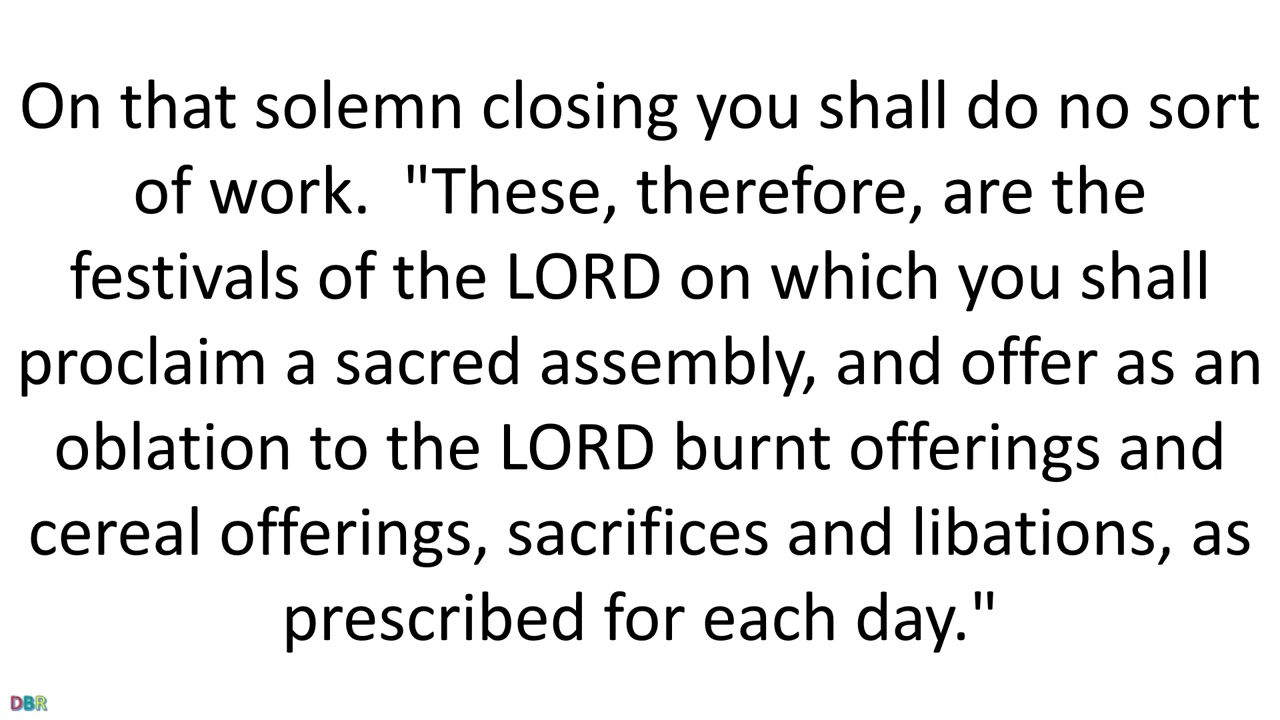 On that solemn closing you shall do no sort
of work.  "These, therefore, are the
festivals of the LORD on which you shall
proclaim a sacred assembly, and offer as an
oblation to the LORD burnt offerings and
cereal offerings, sacrifices and libations, as
prescribed for each day."
DBR